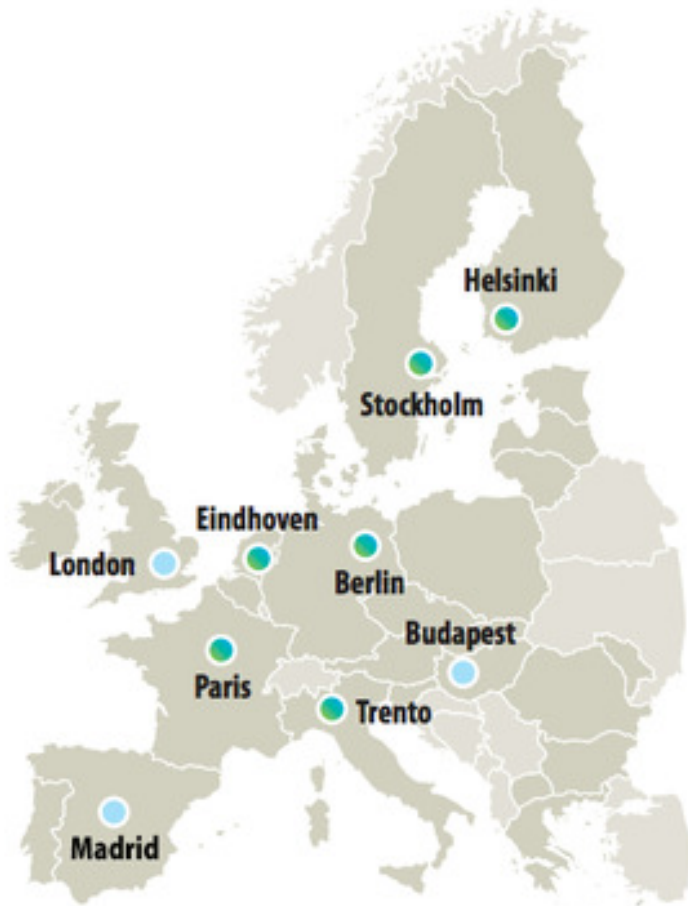 Helsinki
Stockholm
Eindhoven
London
Berlin
Budapest
Paris
Trento
Madrid